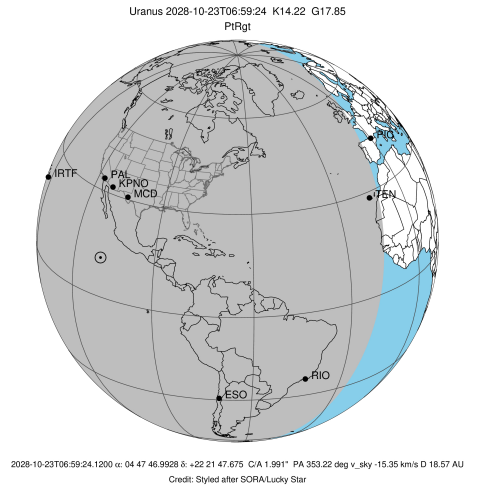 Uranus 2028-10-23T06:59:24 K14.22 G17.85
PtRgt
PIC
IRTF
PAL
KPNO
MCD
TEN
RIO
ESO
2028-10-23T06:59:24.1200 α: 04 47 46.9928 δ: +22 21 47.675 C/A 1.991" PA 353.22 deg v_sky -15.35 km/s D 18.57 AU
Credit: Styled after SORA/Lucky Star